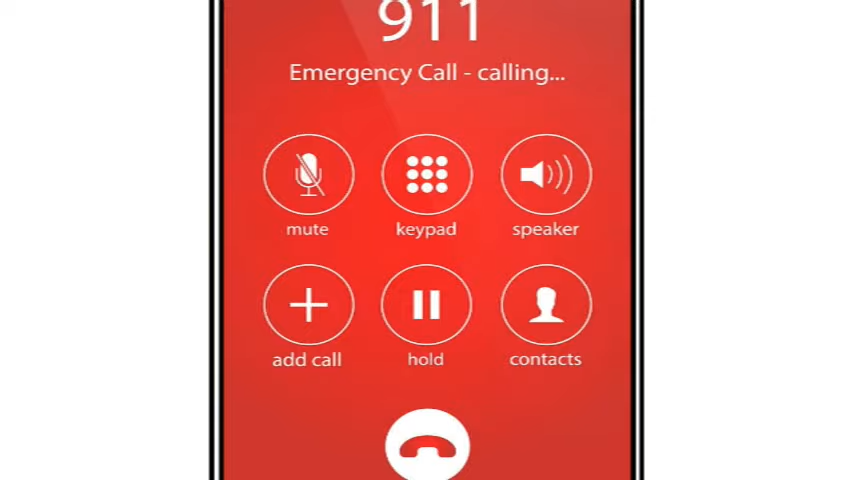 911
Emergency Call - calling...
mute keypad speaker
add call hold contacts